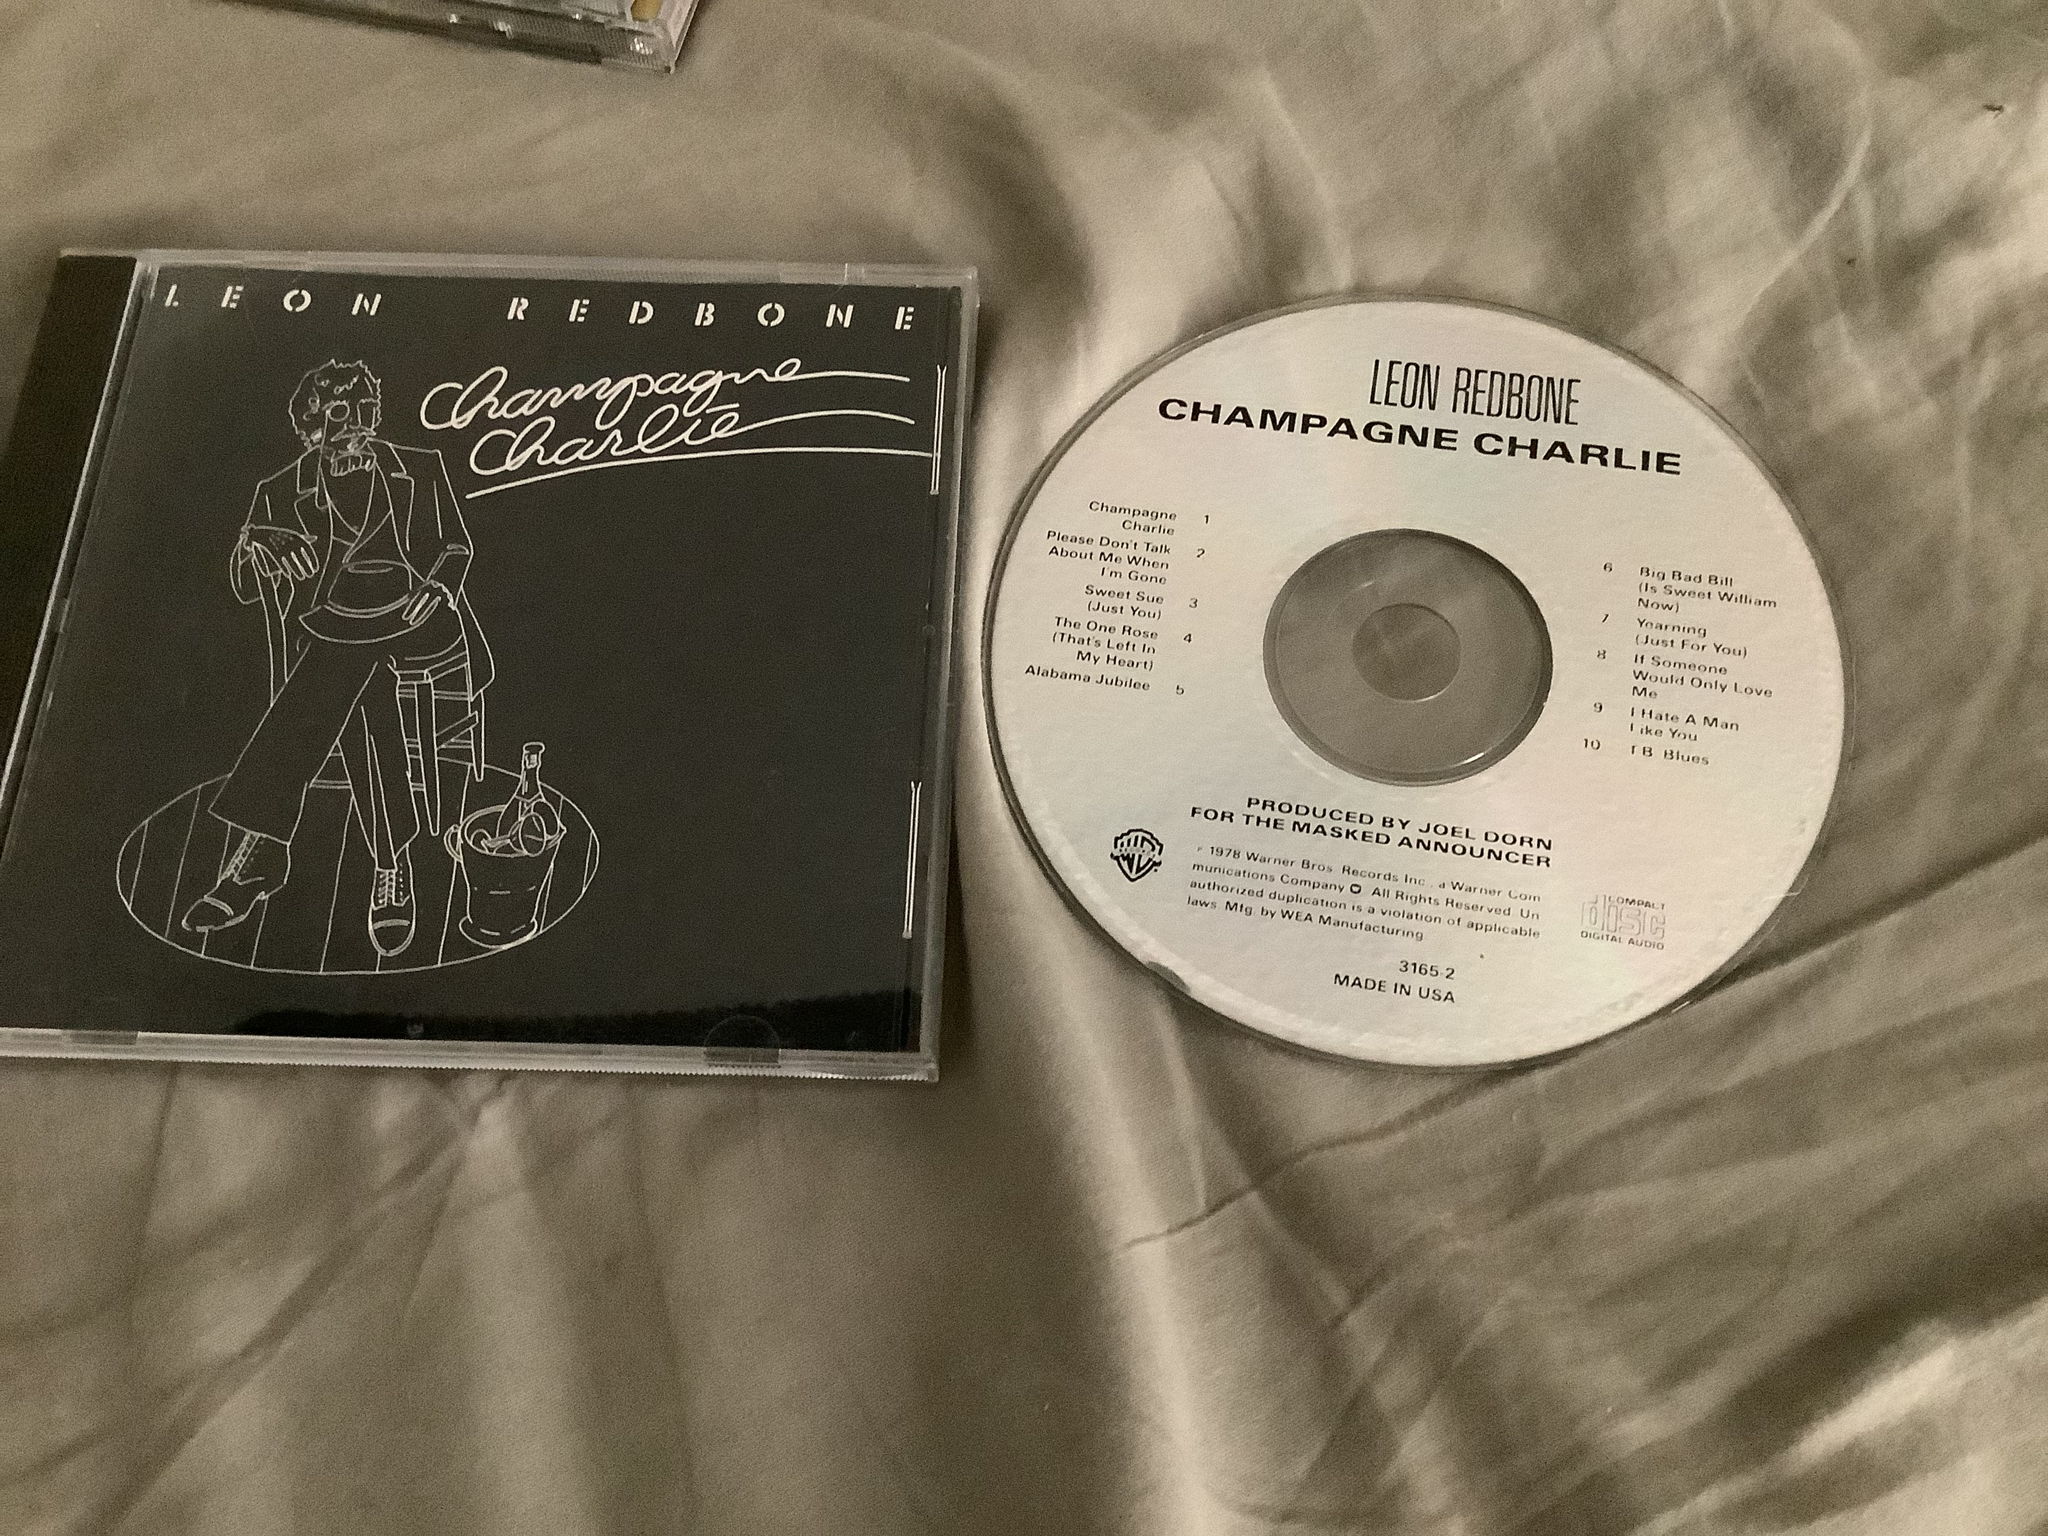 LEON REDBONE
Champagne
Charlie
LEON REDBONE
CHAMPAGNE CHARLIE
Champagne 1
Charlie
Please Don't Talk 2
About Me When
I'm Gone
Sweet Sue 3
(Just You)
The One Rose 4
(That's Left In
My Heart)
Alabama Jubilee 5
6 Big Bad Bill
(Is Sweet William
Now)
7 Yearning
(Just For You)
8 If Someone
Would Only Love
Me
9 I Hate A Man
Like You
10 T B Blues
PRODUCED BY JOEL DORN
FOR THE MASKED ANNOUNCER
℗ 1978 Warner Bros. Records Inc., a Warner Com
munications Company All Rights Reserved. Un
authorized duplication is a violation of applicable
laws. Mfg. by WEA Manufacturing
COMPACT
disc
DIGITAL AUDIO
3165-2
MADE IN USA